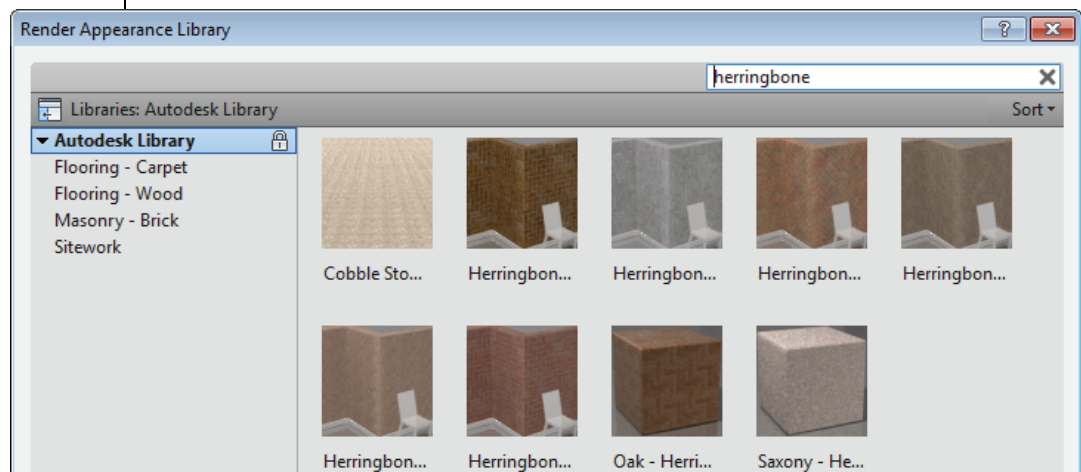 Render Appearance Library
herringbone
Libraries: Autodesk Library
Sort
Autodesk Library
Flooring - Carpet
Flooring - Wood
Masonry - Brick
Sitework
Cobble Sto... Herringbon... Herringbon... Herringbon... Herringbon...
Herringbon... Herringbon... Oak - Herri... Saxony - He...